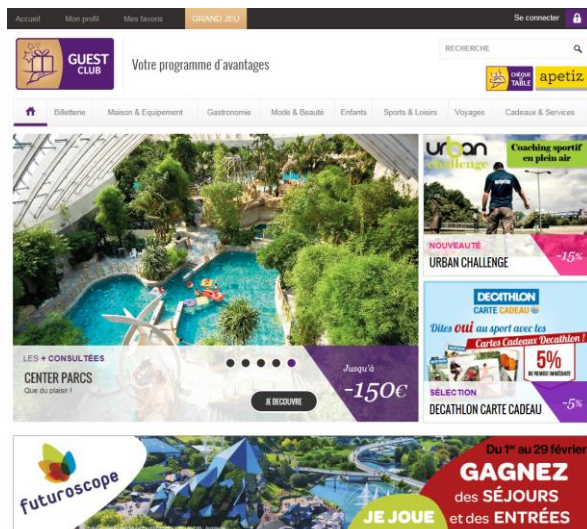 Accueil
Mon profil
Mes favoris
GRAND JEU
Se connecter
GUEST
CLUB
Votre programme d'avantages
RECHERCHE
CHÈQUE
TABLE
apetiz
Billetterie
Maison & Equipement
Gastronomie
Mode & Beauté
Enfants
Sports & Loisirs
Voyages
Cadeaux & Services
LES + CONSULTÉES
CENTER PARCS
Que du plaisir !
Jusqu'à
-150€
JE DECOUVRE
urban
challenge
Coaching sportif
en plein air
NOUVEAUTÉ
URBAN CHALLENGE
-15%
DECATHLON
CARTE CADEAU
Dites oui au sport avec les
Cartes Cadeaux Decathlon !
5%
DE REMISE IMMÉDIATE
SÉLECTION
DECATHLON CARTE CADEAU
-5%
futuroscope
Du 1er au 29 février
GAGNEZ
des SÉJOURS
JE JOUE
et des ENTRÉES